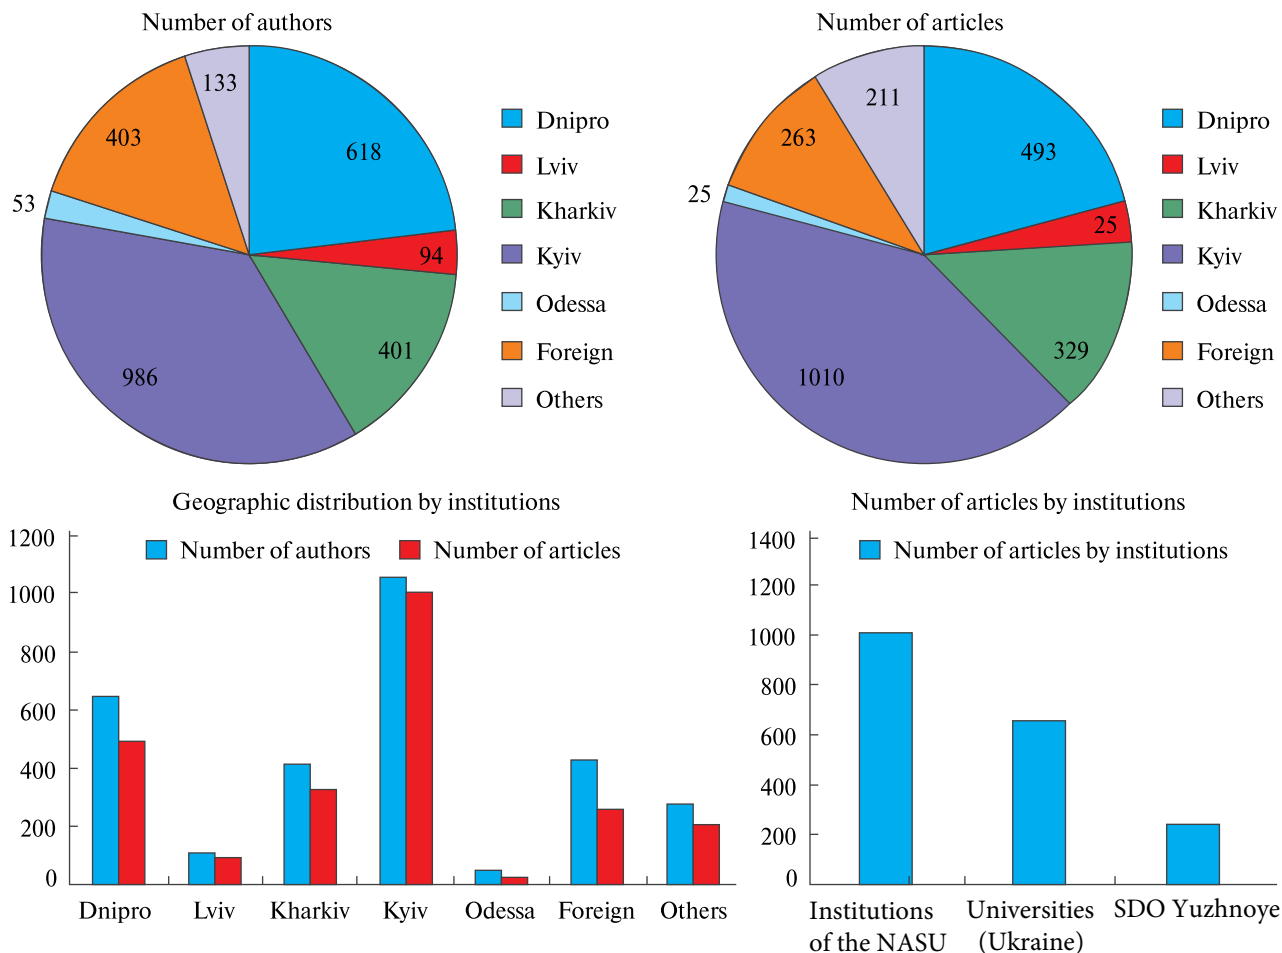 Number of authors
133
403
618
53
94
401
986
Dnipro
Lviv
Kharkiv
Kyiv
Odessa
Foreign
Others
Number of articles
211
263
493
25
25
329
1010
Dnipro
Lviv
Kharkiv
Kyiv
Odessa
Foreign
Others
Geographic distribution by institutions
Number of authors
Number of articles
1200
1000
800
600
400
200
0
Dnipro
Lviv
Kharkiv
Kyiv
Odessa
Foreign
Others
Number of articles by institutions
Number of articles by institutions
1400
1200
1000
800
600
400
200
0
Institutions
of the NASU
Universities
(Ukraine)
SDO Yuzhnoye